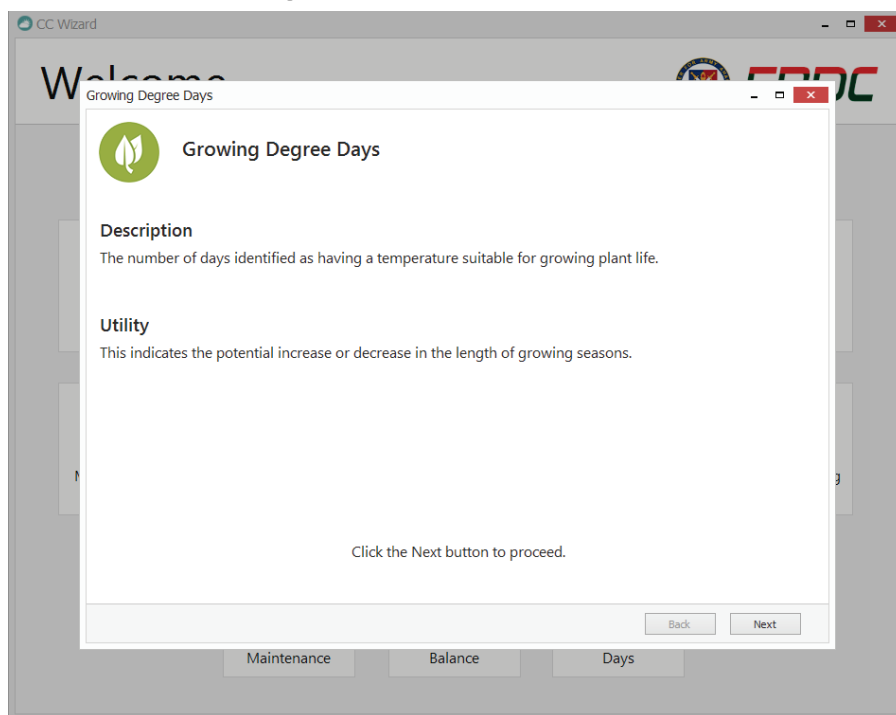 CC Wizard
Welcome
Growing Degree Days
Growing Degree Days
Description
The number of days identified as having a temperature suitable for growing plant life.
Utility
This indicates the potential increase or decrease in the length of growing seasons.
Click the Next button to proceed.
Back
Next
Maintenance
Balance
Days